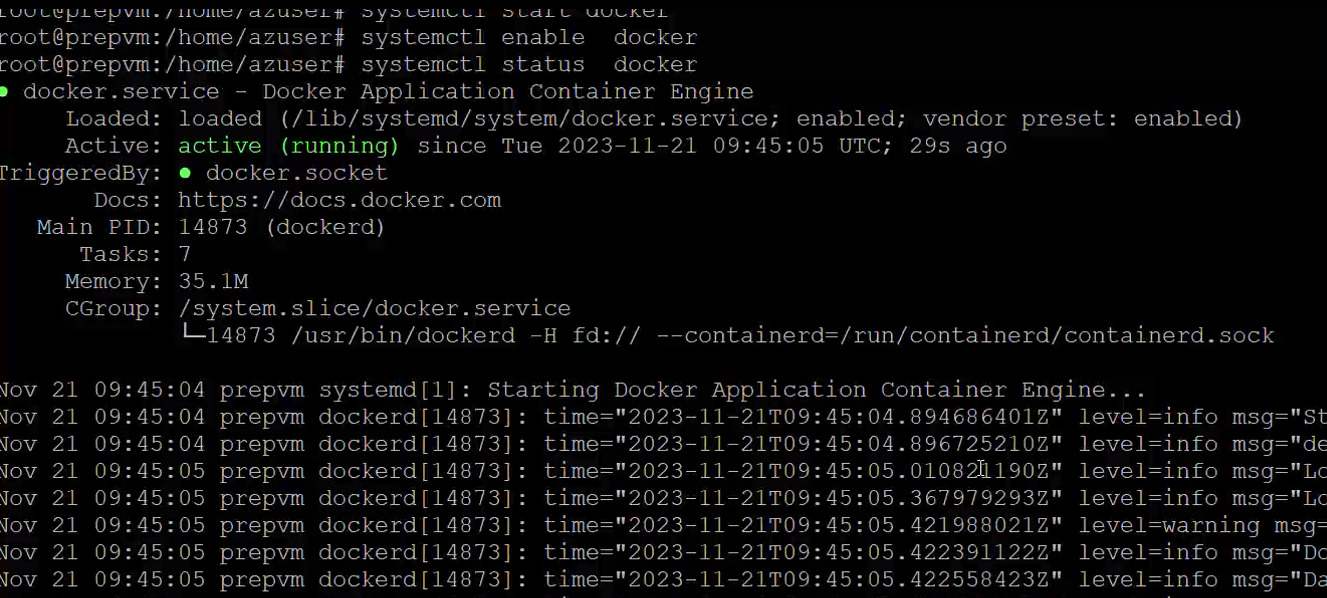 root@prepvm:/home/azuser# systemctl start docker
root@prepvm:/home/azuser# systemctl enable  docker
root@prepvm:/home/azuser# systemctl status  docker
● docker.service - Docker Application Container Engine
Loaded: loaded (/lib/systemd/system/docker.service; enabled; vendor preset: enabled)
Active: active (running) since Tue 2023-11-21 09:45:05 UTC; 29s ago
TriggeredBy: ● docker.socket
Docs: https://docs.docker.com
Main PID: 14873 (dockerd)
Tasks: 7
Memory: 35.1M
CGroup: /system.slice/docker.service
└─14873 /usr/bin/dockerd -H fd:// --containerd=/run/containerd/containerd.sock
Nov 21 09:45:04 prepvm systemd[1]: Starting Docker Application Container Engine...
Nov 21 09:45:04 prepvm dockerd[14873]: time="2023-11-21T09:45:04.894686401Z" level=info msg="St
Nov 21 09:45:04 prepvm dockerd[14873]: time="2023-11-21T09:45:04.896725210Z" level=info msg="de
Nov 21 09:45:05 prepvm dockerd[14873]: time="2023-11-21T09:45:05.010821190Z" level=info msg="Lo
Nov 21 09:45:05 prepvm dockerd[14873]: time="2023-11-21T09:45:05.367979293Z" level=info msg="Lo
Nov 21 09:45:05 prepvm dockerd[14873]: time="2023-11-21T09:45:05.421988021Z" level=warning msg=
Nov 21 09:45:05 prepvm dockerd[14873]: time="2023-11-21T09:45:05.422391122Z" level=info msg="Do
Nov 21 09:45:05 prepvm dockerd[14873]: time="2023-11-21T09:45:05.422558423Z" level=info msg="Da